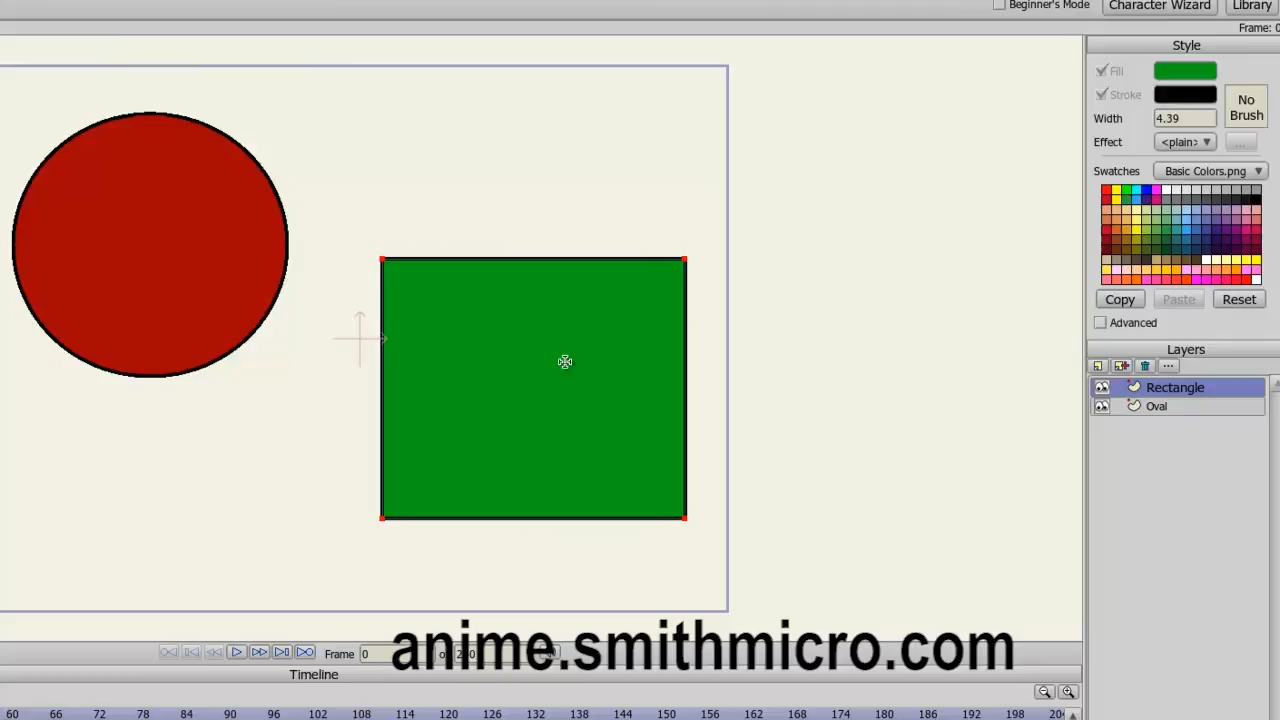 Beginner's Mode
Character Wizard
Library
Frame: 0
Style
Fill
Stroke
No Brush
Width
4.39
Effect
<plain>
...
Swatches
Basic Colors.png
Copy
Paste
Reset
Advanced
Layers
...
Rectangle
Oval
Frame
0
anime.smithmicro.com
Timeline
60 66 72 78 84 90 96 102 108 114 120 126 132 138 144 150 156 162 168 174 180 186 192 198